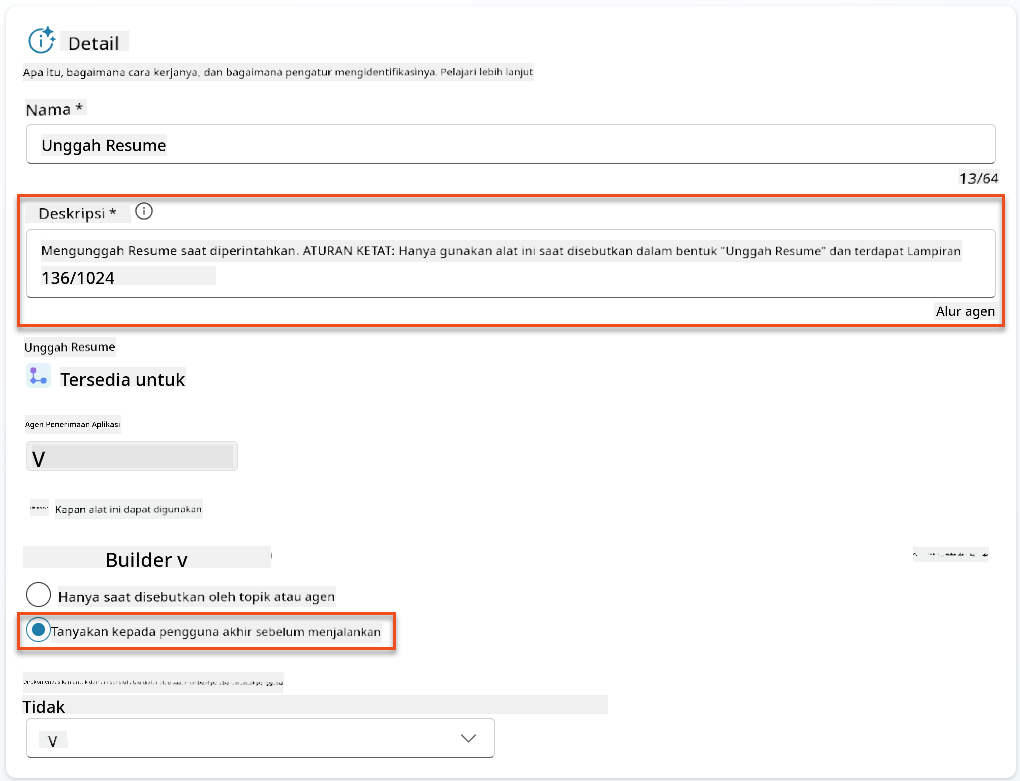 Detail
Apa itu, bagaimana cara kerjanya, dan bagaimana pengatur mengidentifikasinya. Pelajari lebih lanjut
Nama *
Unggah Resume
13/64
Deskripsi *
Mengunggah Resume saat diperintahkan. ATURAN KETAT: Hanya gunakan alat ini saat disebutkan dalam bentuk "Unggah Resume" dan terdapat Lampiran
136/1024
Alur agen
Unggah Resume
Tersedia untuk
Agen Penerimaan Aplikasi
V
Kapan alat ini dapat digunakan
Builder v
Hanya saat disebutkan oleh topik atau agen
Tanyakan kepada pengguna akhir sebelum menjalankan
Tidak
V